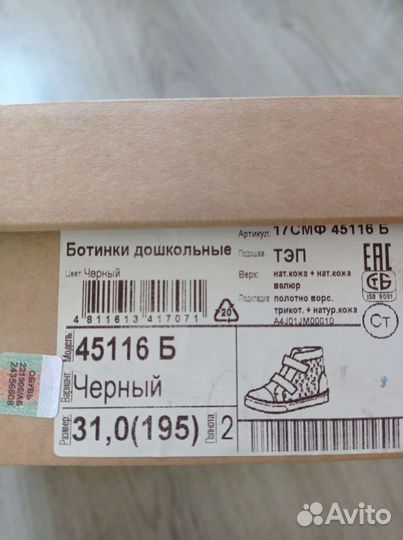 Артикул: 17СМФ 45116 Б
Ботинки дошкольные
Подошва: ТЭП
Цвет: Черный
Верх: нат.кожа + нат.кожа
велюр
Подкладка: полотно ворс.
трикот. + натур.кожа
A4J01JM00010
4 811613 417071
20
EAC
СТБ
ISO 9001
Ст
Модель: 45116 Б
Вариант: Черный
Размер: 31,0(195) Полнота: 2
ОБУВЬ
Avito